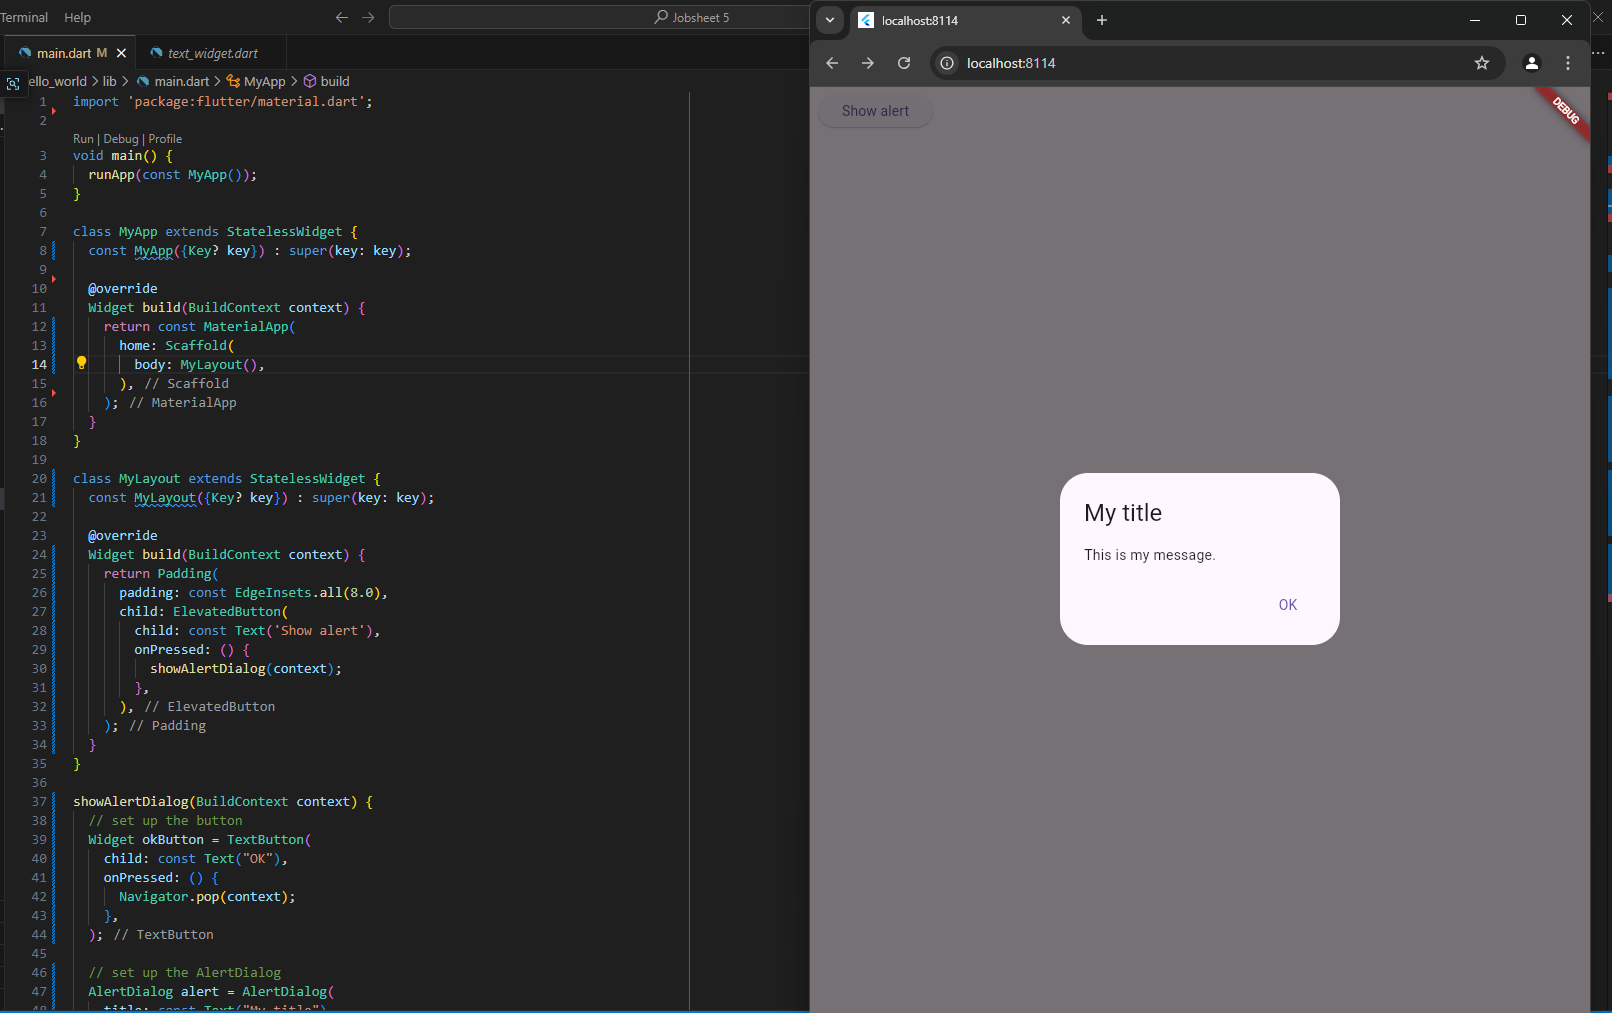 Terminal Help
Jobsheet 5
main.dart M
text_widget.dart
ello_world > lib > main.dart > MyApp > build
1 import 'package:flutter/material.dart';
2
Run | Debug | Profile
3 void main() {
4 runApp(const MyApp());
5 }
6
7 class MyApp extends StatelessWidget {
8 const MyApp({Key? key}) : super(key: key);
9
10 @override
11 Widget build(BuildContext context) {
12 return const MaterialApp(
13 home: Scaffold(
14 body: MyLayout(),
15 ), // Scaffold
16 ); // MaterialApp
17 }
18 }
19
20 class MyLayout extends StatelessWidget {
21 const MyLayout({Key? key}) : super(key: key);
22
23 @override
24 Widget build(BuildContext context) {
25 return Padding(
26 padding: const EdgeInsets.all(8.0),
27 child: ElevatedButton(
28 child: const Text('Show alert'),
29 onPressed: () {
30 showAlertDialog(context);
31 },
32 ), // ElevatedButton
33 ); // Padding
34 }
35 }
36
37 showAlertDialog(BuildContext context) {
38 // set up the button
39 Widget okButton = TextButton(
40 child: const Text("OK"),
41 onPressed: () {
42 Navigator.pop(context);
43 },
44 ); // TextButton
45
46 // set up the AlertDialog
47 AlertDialog alert = AlertDialog(
48 title: const Text("My title"),
localhost:8114
localhost:8114
Show alert
DEBUG
My title
This is my message.
OK